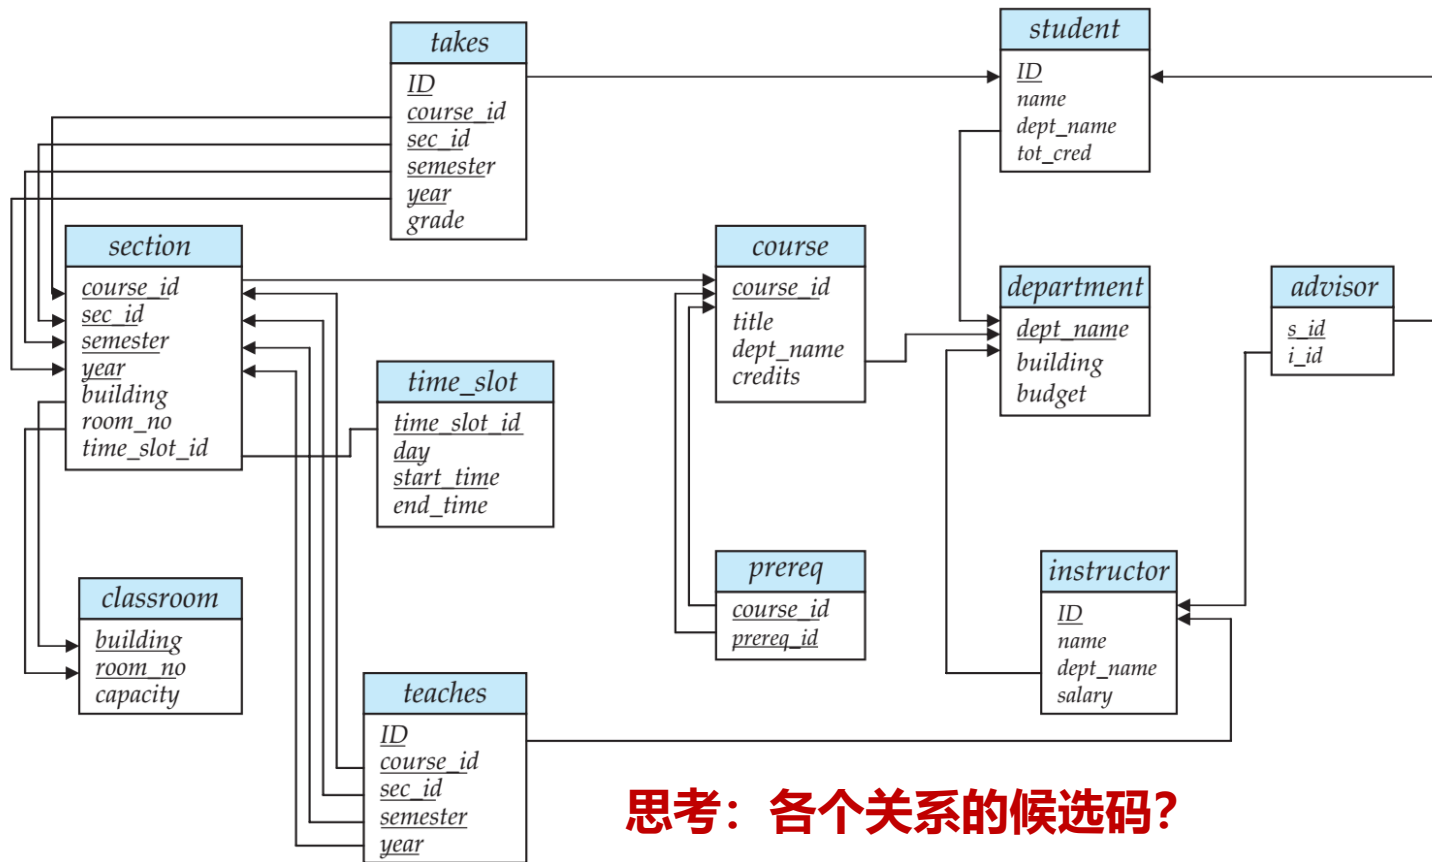 takes
ID
course_id
sec_id
semester
year
grade
student
ID
name
dept_name
tot_cred
section
course_id
sec_id
semester
year
building
room_no
time_slot_id
course
course_id
title
dept_name
credits
department
dept_name
building
budget
advisor
s_id
i_id
time_slot
time_slot_id
day
start_time
end_time
prereq
course_id
prereq_id
instructor
ID
name
dept_name
salary
classroom
building
room_no
capacity
teaches
ID
course_id
sec_id
semester
year
思考：各个关系的候选码？